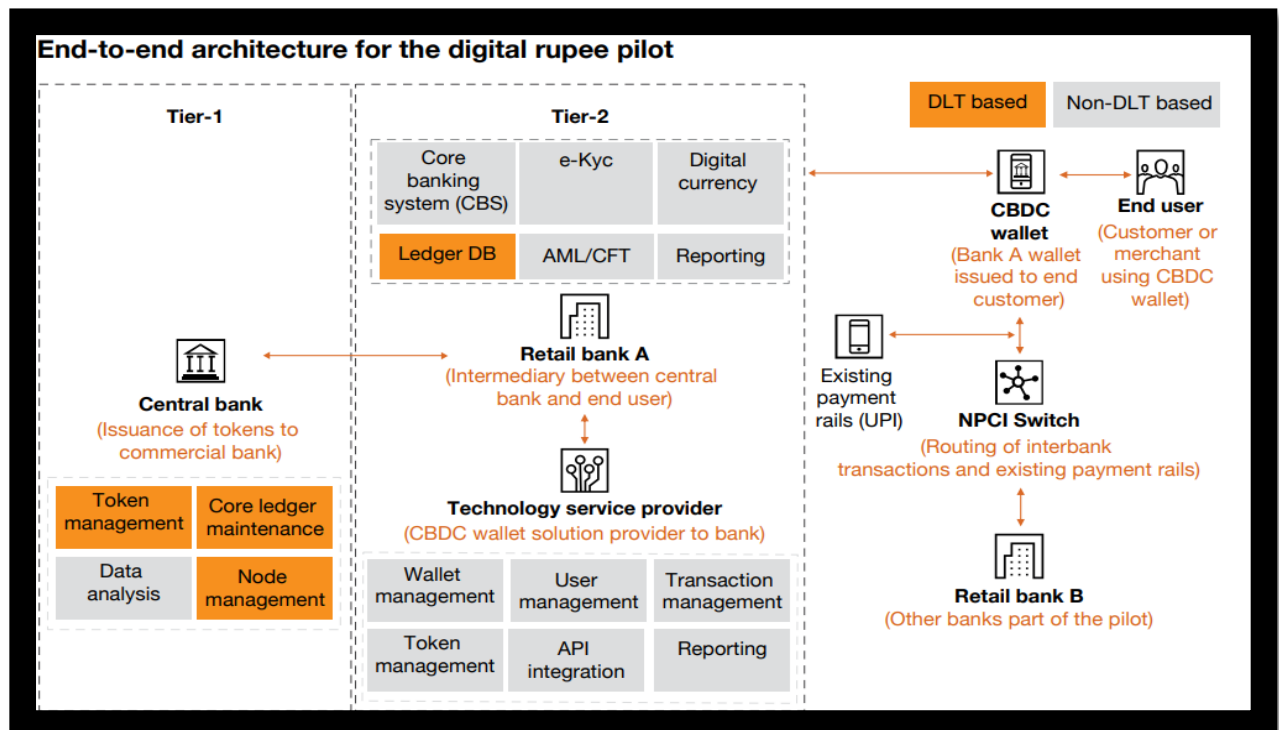 End-to-end architecture for the digital rupee pilot
Tier-1
Tier-2
DLT based
Non-DLT based
Core
banking
system (CBS)
e-Kyc
Digital
currency
Ledger DB
AML/CFT
Reporting
Retail bank A
(Intermediary between central
bank and end user)
Central bank
(Issuance of tokens to
commercial bank)
Token
management
Core ledger
maintenance
Data
analysis
Node
management
Technology service provider
(CBDC wallet solution provider to bank)
Wallet
management
User
management
Transaction
management
Token
management
API
integration
Reporting
CBDC
wallet
(Bank A wallet
issued to end
customer)
End user
(Customer or
merchant
using CBDC
wallet)
Existing
payment
rails (UPI)
NPCI Switch
(Routing of interbank
transactions and existing payment rails)
Retail bank B
(Other banks part of the pilot)